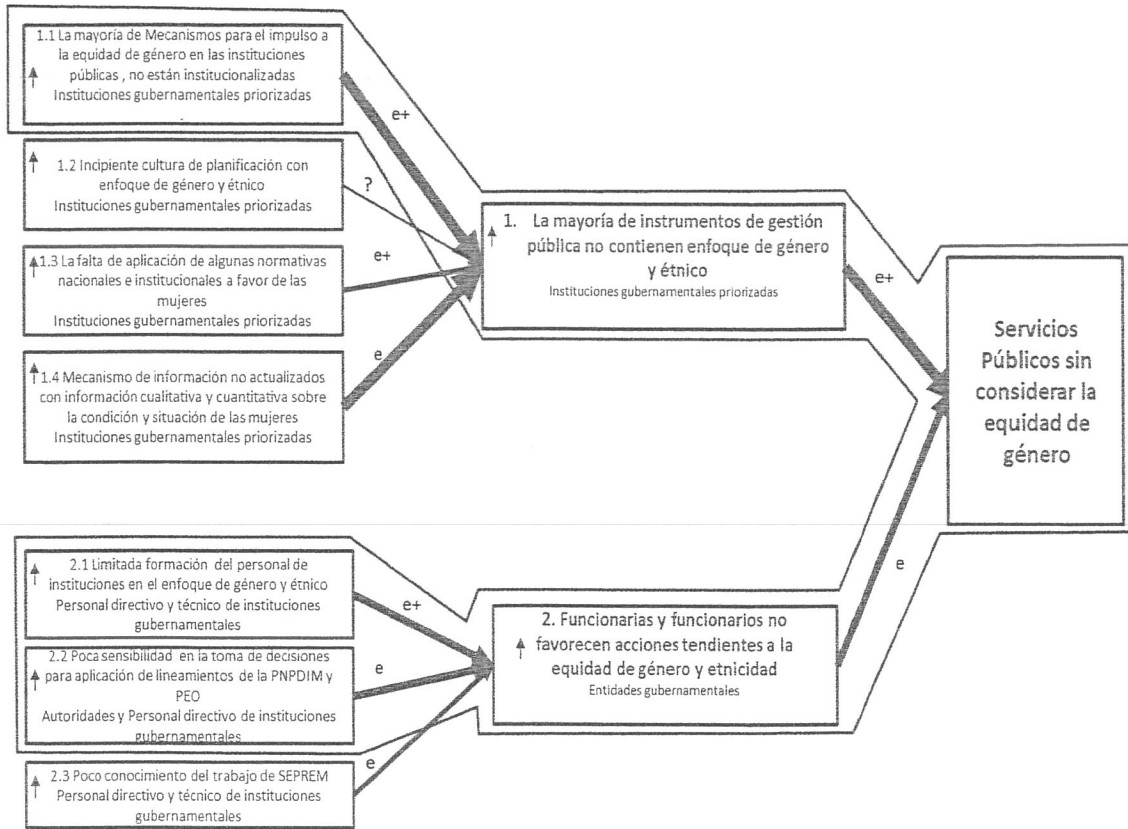 1.1 La mayoría de Mecanismos para el impulso a
la equidad de género en las instituciones
públicas , no están institucionalizadas
Instituciones gubernamentales priorizadas
e+
1.2 Incipiente cultura de planificación con
enfoque de género y étnico
Instituciones gubernamentales priorizadas
?
1.3 La falta de aplicación de algunas normativas
nacionales e institucionales a favor de las
mujeres
Instituciones gubernamentales priorizadas
e+
1.4 Mecanismo de información no actualizados
con información cualitativa y cuantitativa sobre
la condición y situación de las mujeres
Instituciones gubernamentales priorizadas
e
1. La mayoría de instrumentos de gestión
pública no contienen enfoque de género
y étnico
Instituciones gubernamentales priorizadas
e+
Servicios
Públicos sin
considerar la
equidad de
género
2.1 Limitada formación del personal de
instituciones en el enfoque de género y étnico
Personal directivo y técnico de instituciones
gubernamentales
e+
2.2 Poca sensibilidad en la toma de decisiones
para aplicación de lineamientos de la PNPDIM y
PEO
Autoridades y Personal directivo de instituciones
gubernamentales
e
2.3 Poco conocimiento del trabajo de SEPREM
Personal directivo y técnico de instituciones
gubernamentales
e
2. Funcionarias y funcionarios no
favorecen acciones tendientes a la
equidad de género y etnicidad
Entidades gubernamentales
e